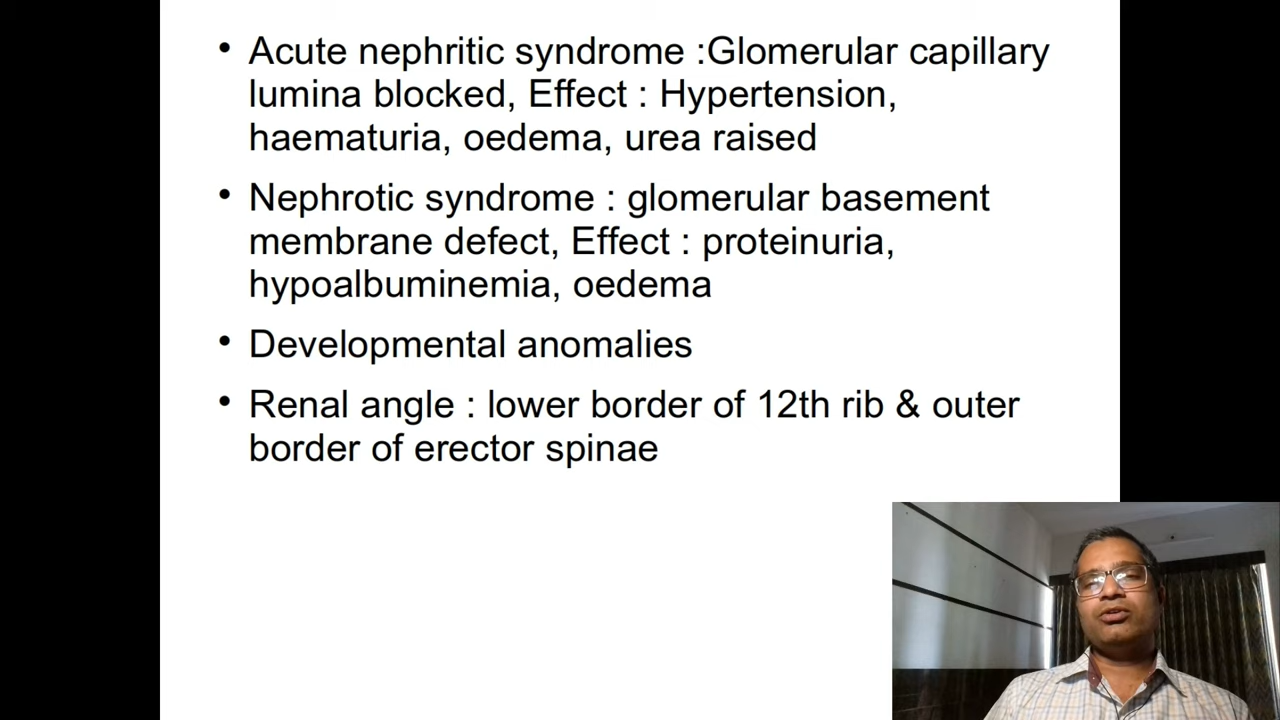 • Acute nephritic syndrome :Glomerular capillary
lumina blocked, Effect : Hypertension,
haematuria, oedema, urea raised
• Nephrotic syndrome : glomerular basement
membrane defect, Effect : proteinuria,
hypoalbuminemia, oedema
• Developmental anomalies
• Renal angle : lower border of 12th rib & outer
border of erector spinae